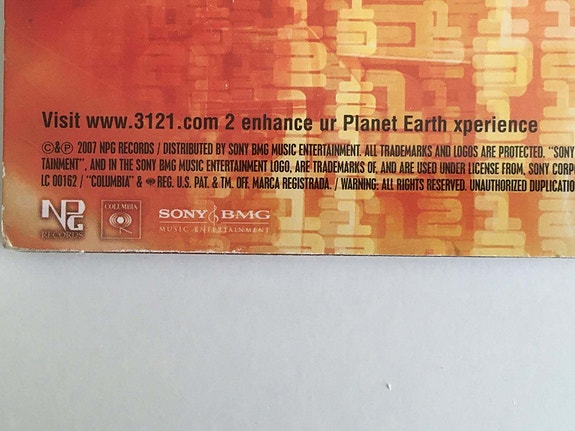 Visit www.3121.com 2 enhance ur Planet Earth xperience
©&℗ 2007 NPG RECORDS / DISTRIBUTED BY SONY BMG MUSIC ENTERTAINMENT. ALL TRADEMARKS AND LOGOS ARE PROTECTED. "SONY
TAINMENT", AND IN THE SONY BMG MUSIC ENTERTAINMENT LOGO, ARE TRADEMARKS OF, AND ARE USED UNDER LICENSE FROM, SONY CORP
LC 00162 / "COLUMBIA" & REG. U.S. PAT. & TM. OFF. MARCA REGISTRADA. / WARNING: ALL RIGHTS RESERVED. UNAUTHORIZED DUPLICATIO
NPG
RECORDS
COLUMBIA
SONY BMG
MUSIC ENTERTAINMENT